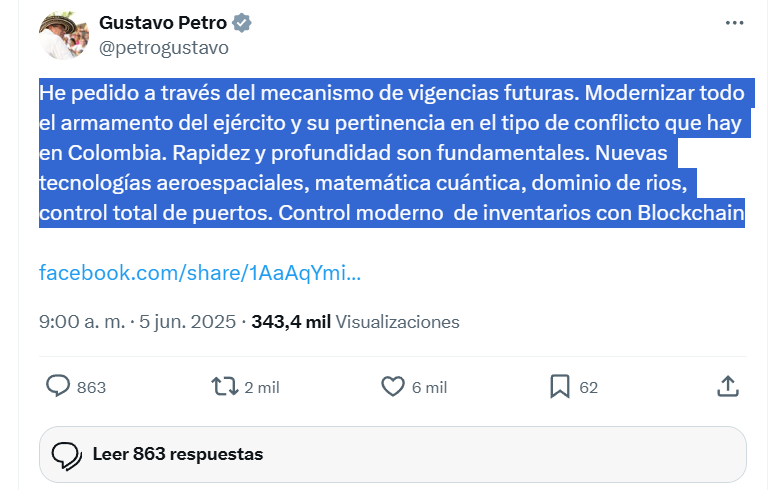 Gustavo Petro
@petrogustavo
He pedido a través del mecanismo de vigencias futuras. Modernizar todo
el armamento del ejército y su pertinencia en el tipo de conflicto que hay
en Colombia. Rapidez y profundidad son fundamentales. Nuevas
tecnologías aeroespaciales, matemática cuántica, dominio de rios,
control total de puertos. Control moderno  de inventarios con Blockchain
facebook.com/share/1AaAqYmi...
9:00 a. m. · 5 jun. 2025 · 343,4 mil Visualizaciones
863 2 mil 6 mil 62
Leer 863 respuestas